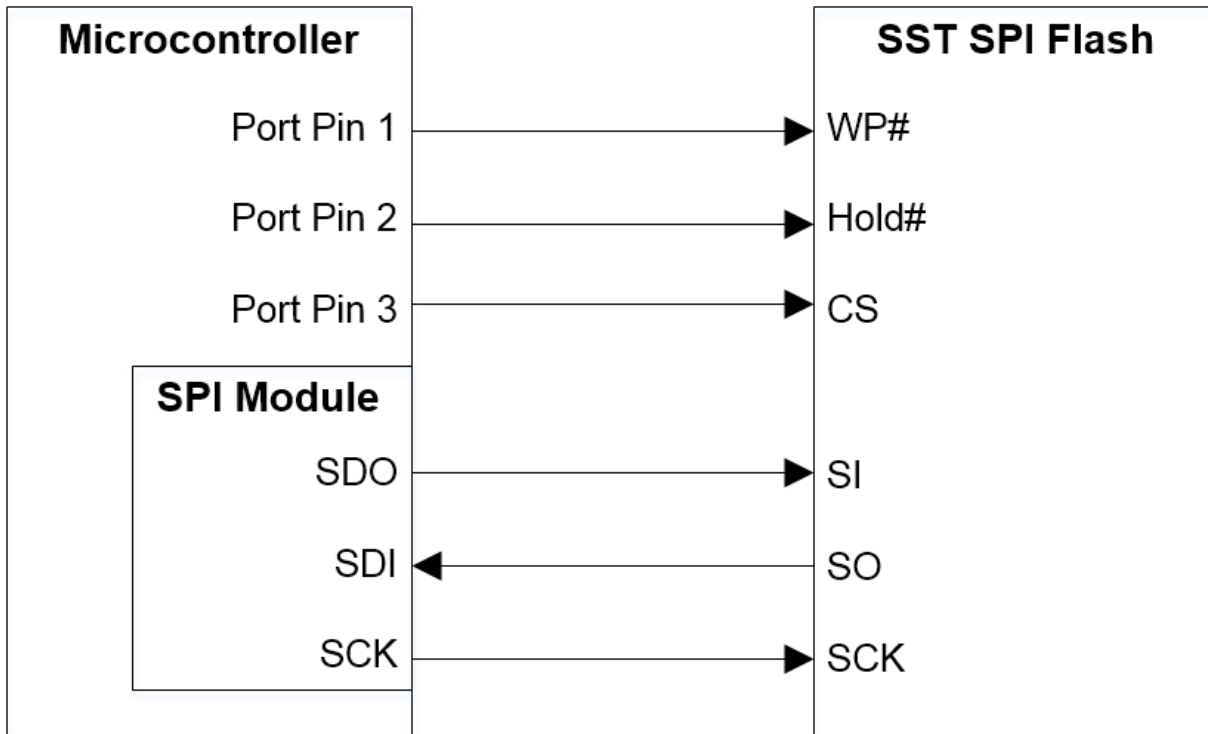 Microcontroller
SST SPI Flash
Port Pin 1
WP#
Port Pin 2
Hold#
Port Pin 3
CS
SPI Module
SDO
SI
SDI
SO
SCK
SCK